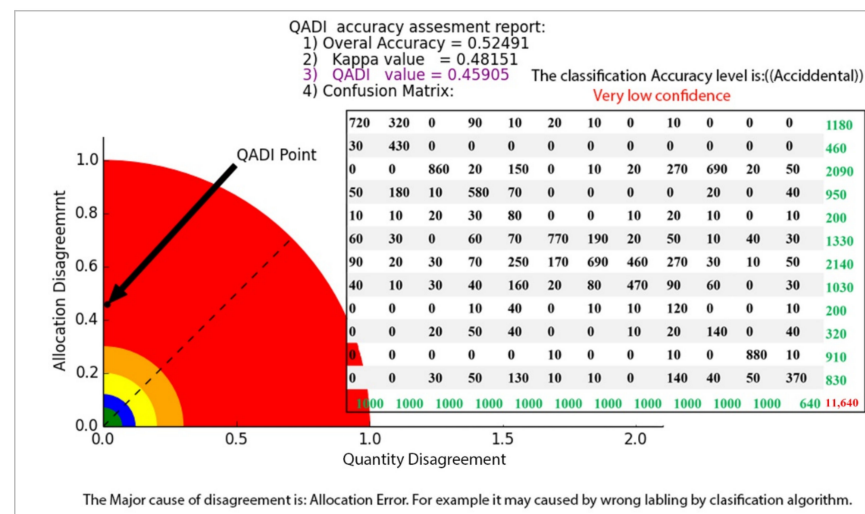 QADI accuracy assesment report:
1) Overal Accuracy = 0.52491
2) Kappa value = 0.48151
3) QADI value = 0.45905
The classification Accuracy level is:((Acciddental))
4) Confusion Matrix:
Very low confidence
720 320 0 90 10 20 10 0 10 0 0 0 1180
30 430 0 0 0 0 0 0 0 0 0 0 460
0 0 860 20 150 0 10 20 270 690 20 50 2090
50 180 10 580 70 0 0 0 0 20 0 40 950
10 10 20 30 80 0 0 10 20 10 0 10 200
60 30 0 60 70 770 190 20 50 10 40 30 1330
90 20 30 70 250 170 690 460 270 30 10 50 2140
40 10 30 40 160 20 80 470 90 60 0 30 1030
0 0 0 10 40 0 10 10 120 0 0 10 200
0 0 20 50 40 0 0 10 20 140 0 40 320
0 0 0 0 0 10 0 0 10 0 880 10 910
0 0 30 50 130 10 10 0 140 40 50 370 830
1000 1000 1000 1000 1000 1000 1000 1000 1000 1000 1000 640 11,640
QADI Point
Allocation Disagreemrnt
1.0
0.8
0.6
0.4
0.2
0.0
0.0 0.5 1.0 1.5 2.0
Quantity Disagreement
The Major cause of disagreement is: Allocation Error. For example it may caused by wrong labling by clasification algorithm.